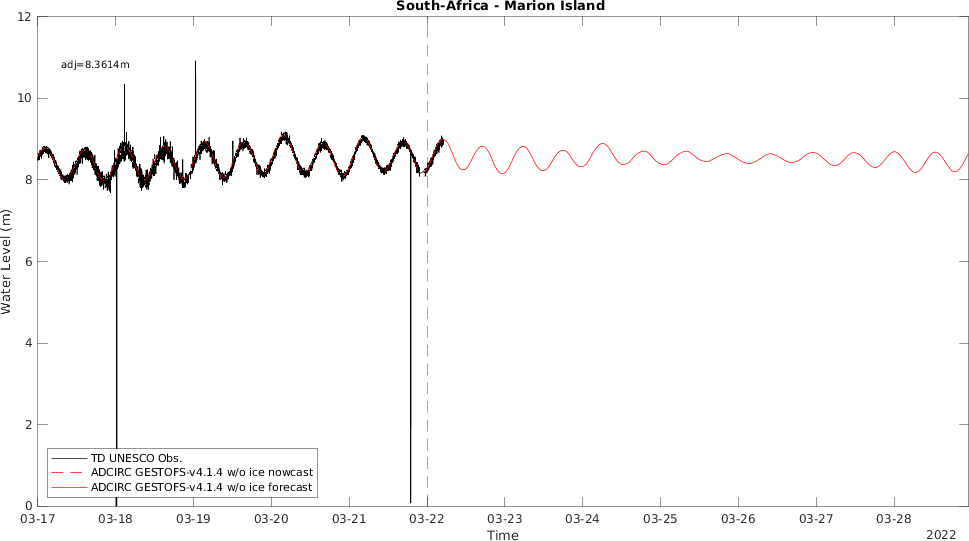 South-Africa - Marion Island
12
10
8
6
4
2
0
Water Level (m)
adj=8.3614m
TD UNESCO Obs.
ADCIRC GESTOFS-v4.1.4 w/o ice nowcast
ADCIRC GESTOFS-v4.1.4 w/o ice forecast
03-17 03-18 03-19 03-20 03-21 03-22 03-23 03-24 03-25 03-26 03-27 03-28
Time
2022